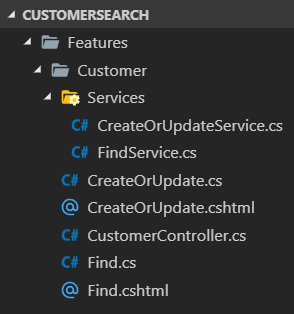 CUSTOMERSEARCH
Features
Customer
Services
C# CreateOrUpdateService.cs
C# FindService.cs
C# CreateOrUpdate.cs
@ CreateOrUpdate.cshtml
C# CustomerController.cs
C# Find.cs
@ Find.cshtml